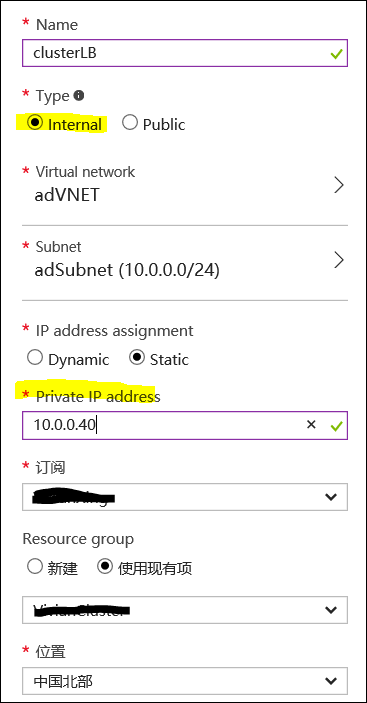 * Name
clusterLB
* Type
Internal Public
* Virtual network
adVNET
* Subnet
adSubnet (10.0.0.0/24)
* IP address assignment
Dynamic Static
* Private IP address
10.0.0.40
* 订阅
Resource group
新建 使用现有项
* 位置
中国北部